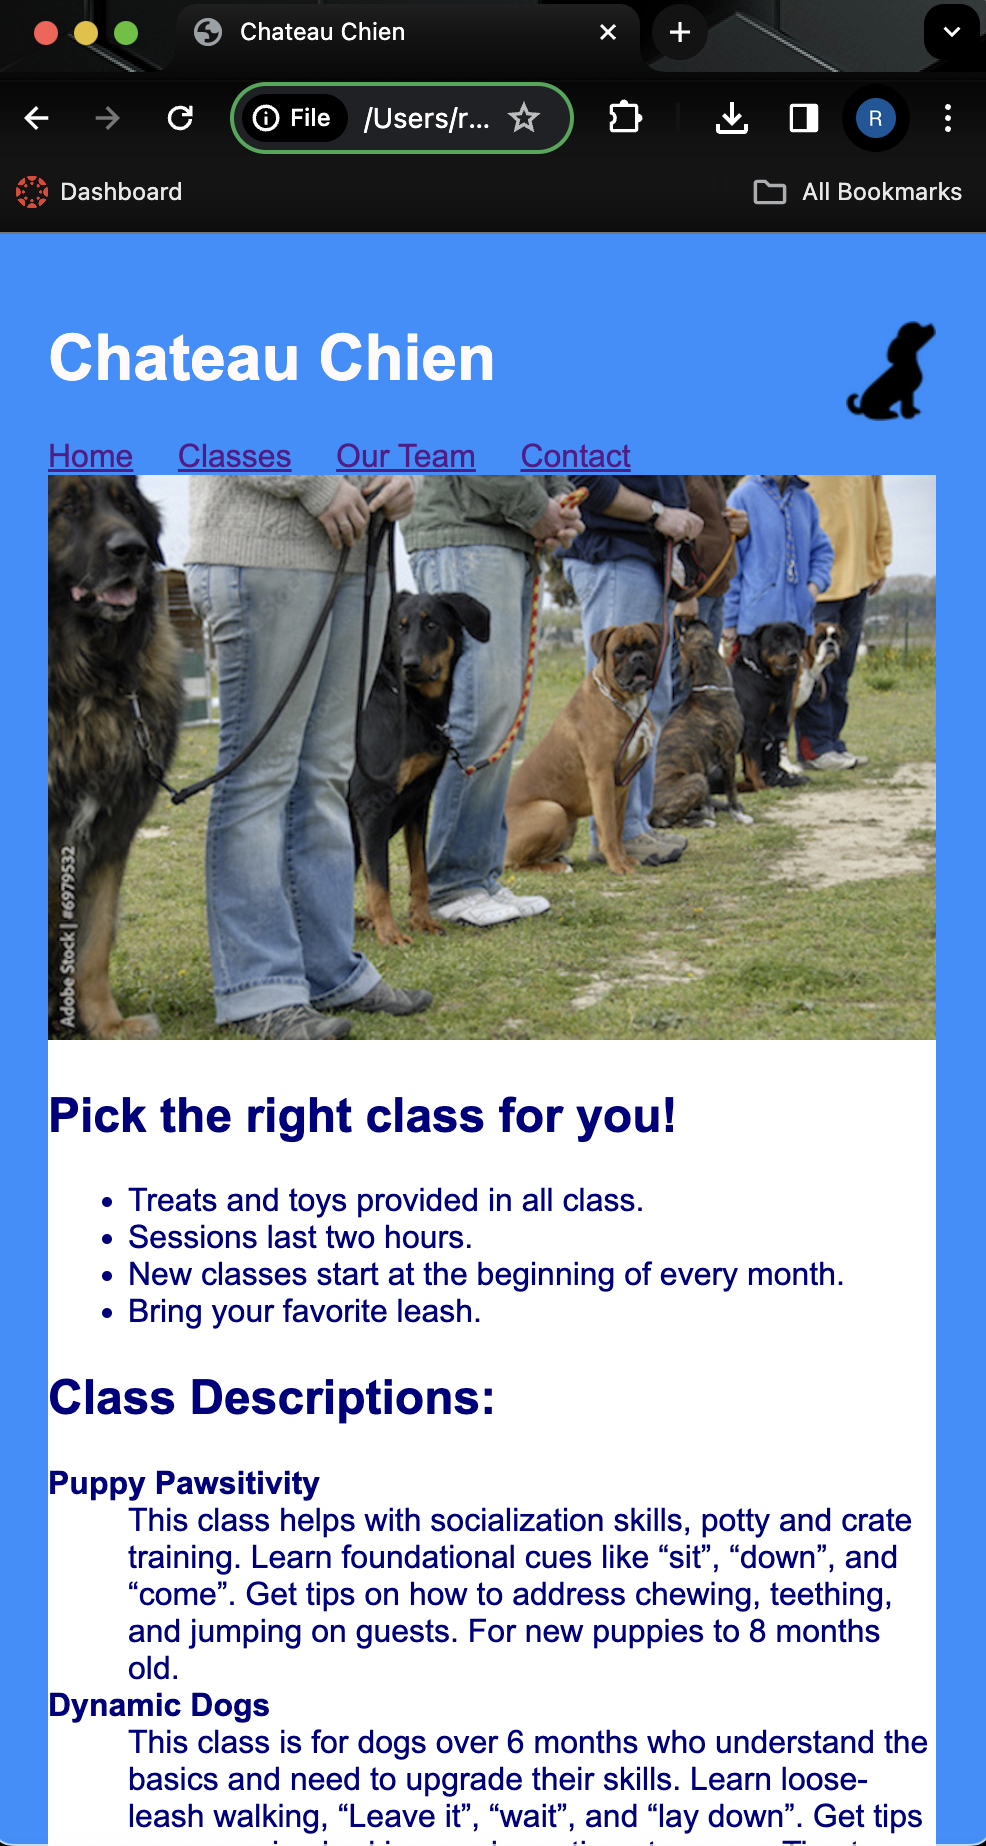 Chateau Chien
File /Users/r...
R
Dashboard
All Bookmarks
Chateau Chien
Home Classes Our Team Contact
Adobe Stock | #6979532
Pick the right class for you!
Treats and toys provided in all class.
Sessions last two hours.
New classes start at the beginning of every month.
Bring your favorite leash.
Class Descriptions:
Puppy Pawsitivity
This class helps with socialization skills, potty and crate
training. Learn foundational cues like “sit”, “down”, and
“come”. Get tips on how to address chewing, teething,
and jumping on guests. For new puppies to 8 months
old.
Dynamic Dogs
This class is for dogs over 6 months who understand the
basics and need to upgrade their skills. Learn loose-
leash walking, “Leave it”, “wait”, and “lay down”. Get tips